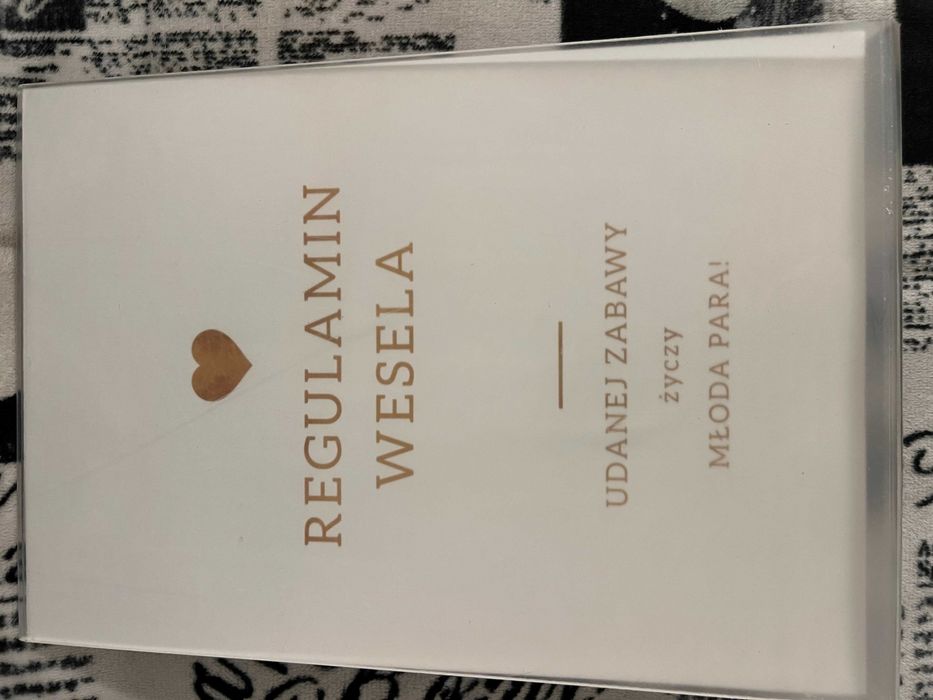 REGULAMIN
WESELA
UDANEJ ZABAWY
życzy
MŁODA PARA!